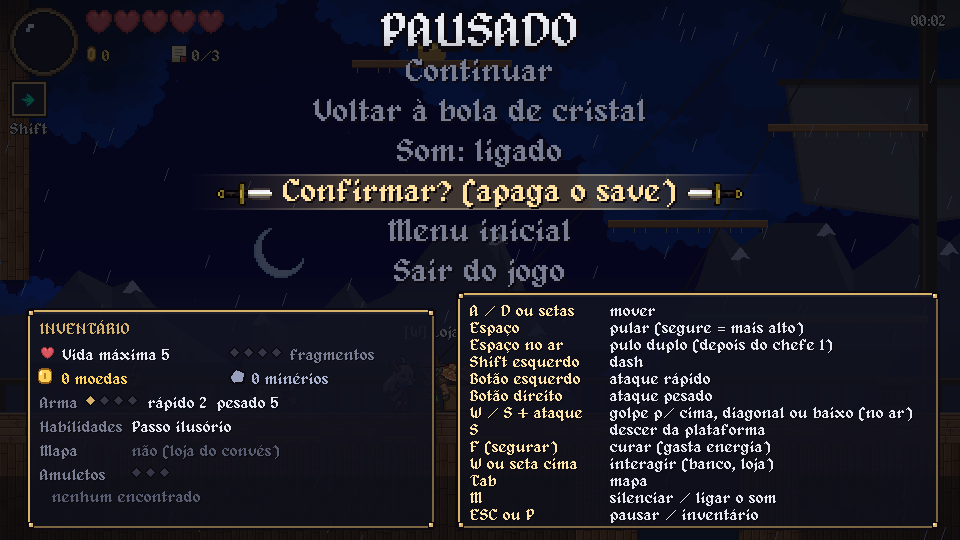 PAUSADO
00:02
0
0/3
Continuar
Voltar à bola de cristal
Shift
Som: ligado
Confirmar? (apaga o save)
Menu inicial
Sair do jogo
INVENTÁRIO
Vida máxima 5
fragmentos
0 moedas
0 minérios
Arma
rápido 2 pesado 5
Habilidades Passo ilusório
Mapa não (loja do convés)
Amuletos
nenhum encontrado
A / D ou setas mover
Espaço pular (segure = mais alto)
Espaço no ar pulo duplo (depois do chefe 1)
Shift esquerdo dash
Botão esquerdo ataque rápido
Botão direito ataque pesado
W / S + ataque golpe p/ cima, diagonal ou baixo (no ar)
S descer da plataforma
F (segurar) curar (gasta energia)
W ou seta cima interagir (banco, loja)
Tab mapa
M silenciar / ligar o som
ESC ou P pausar / inventário